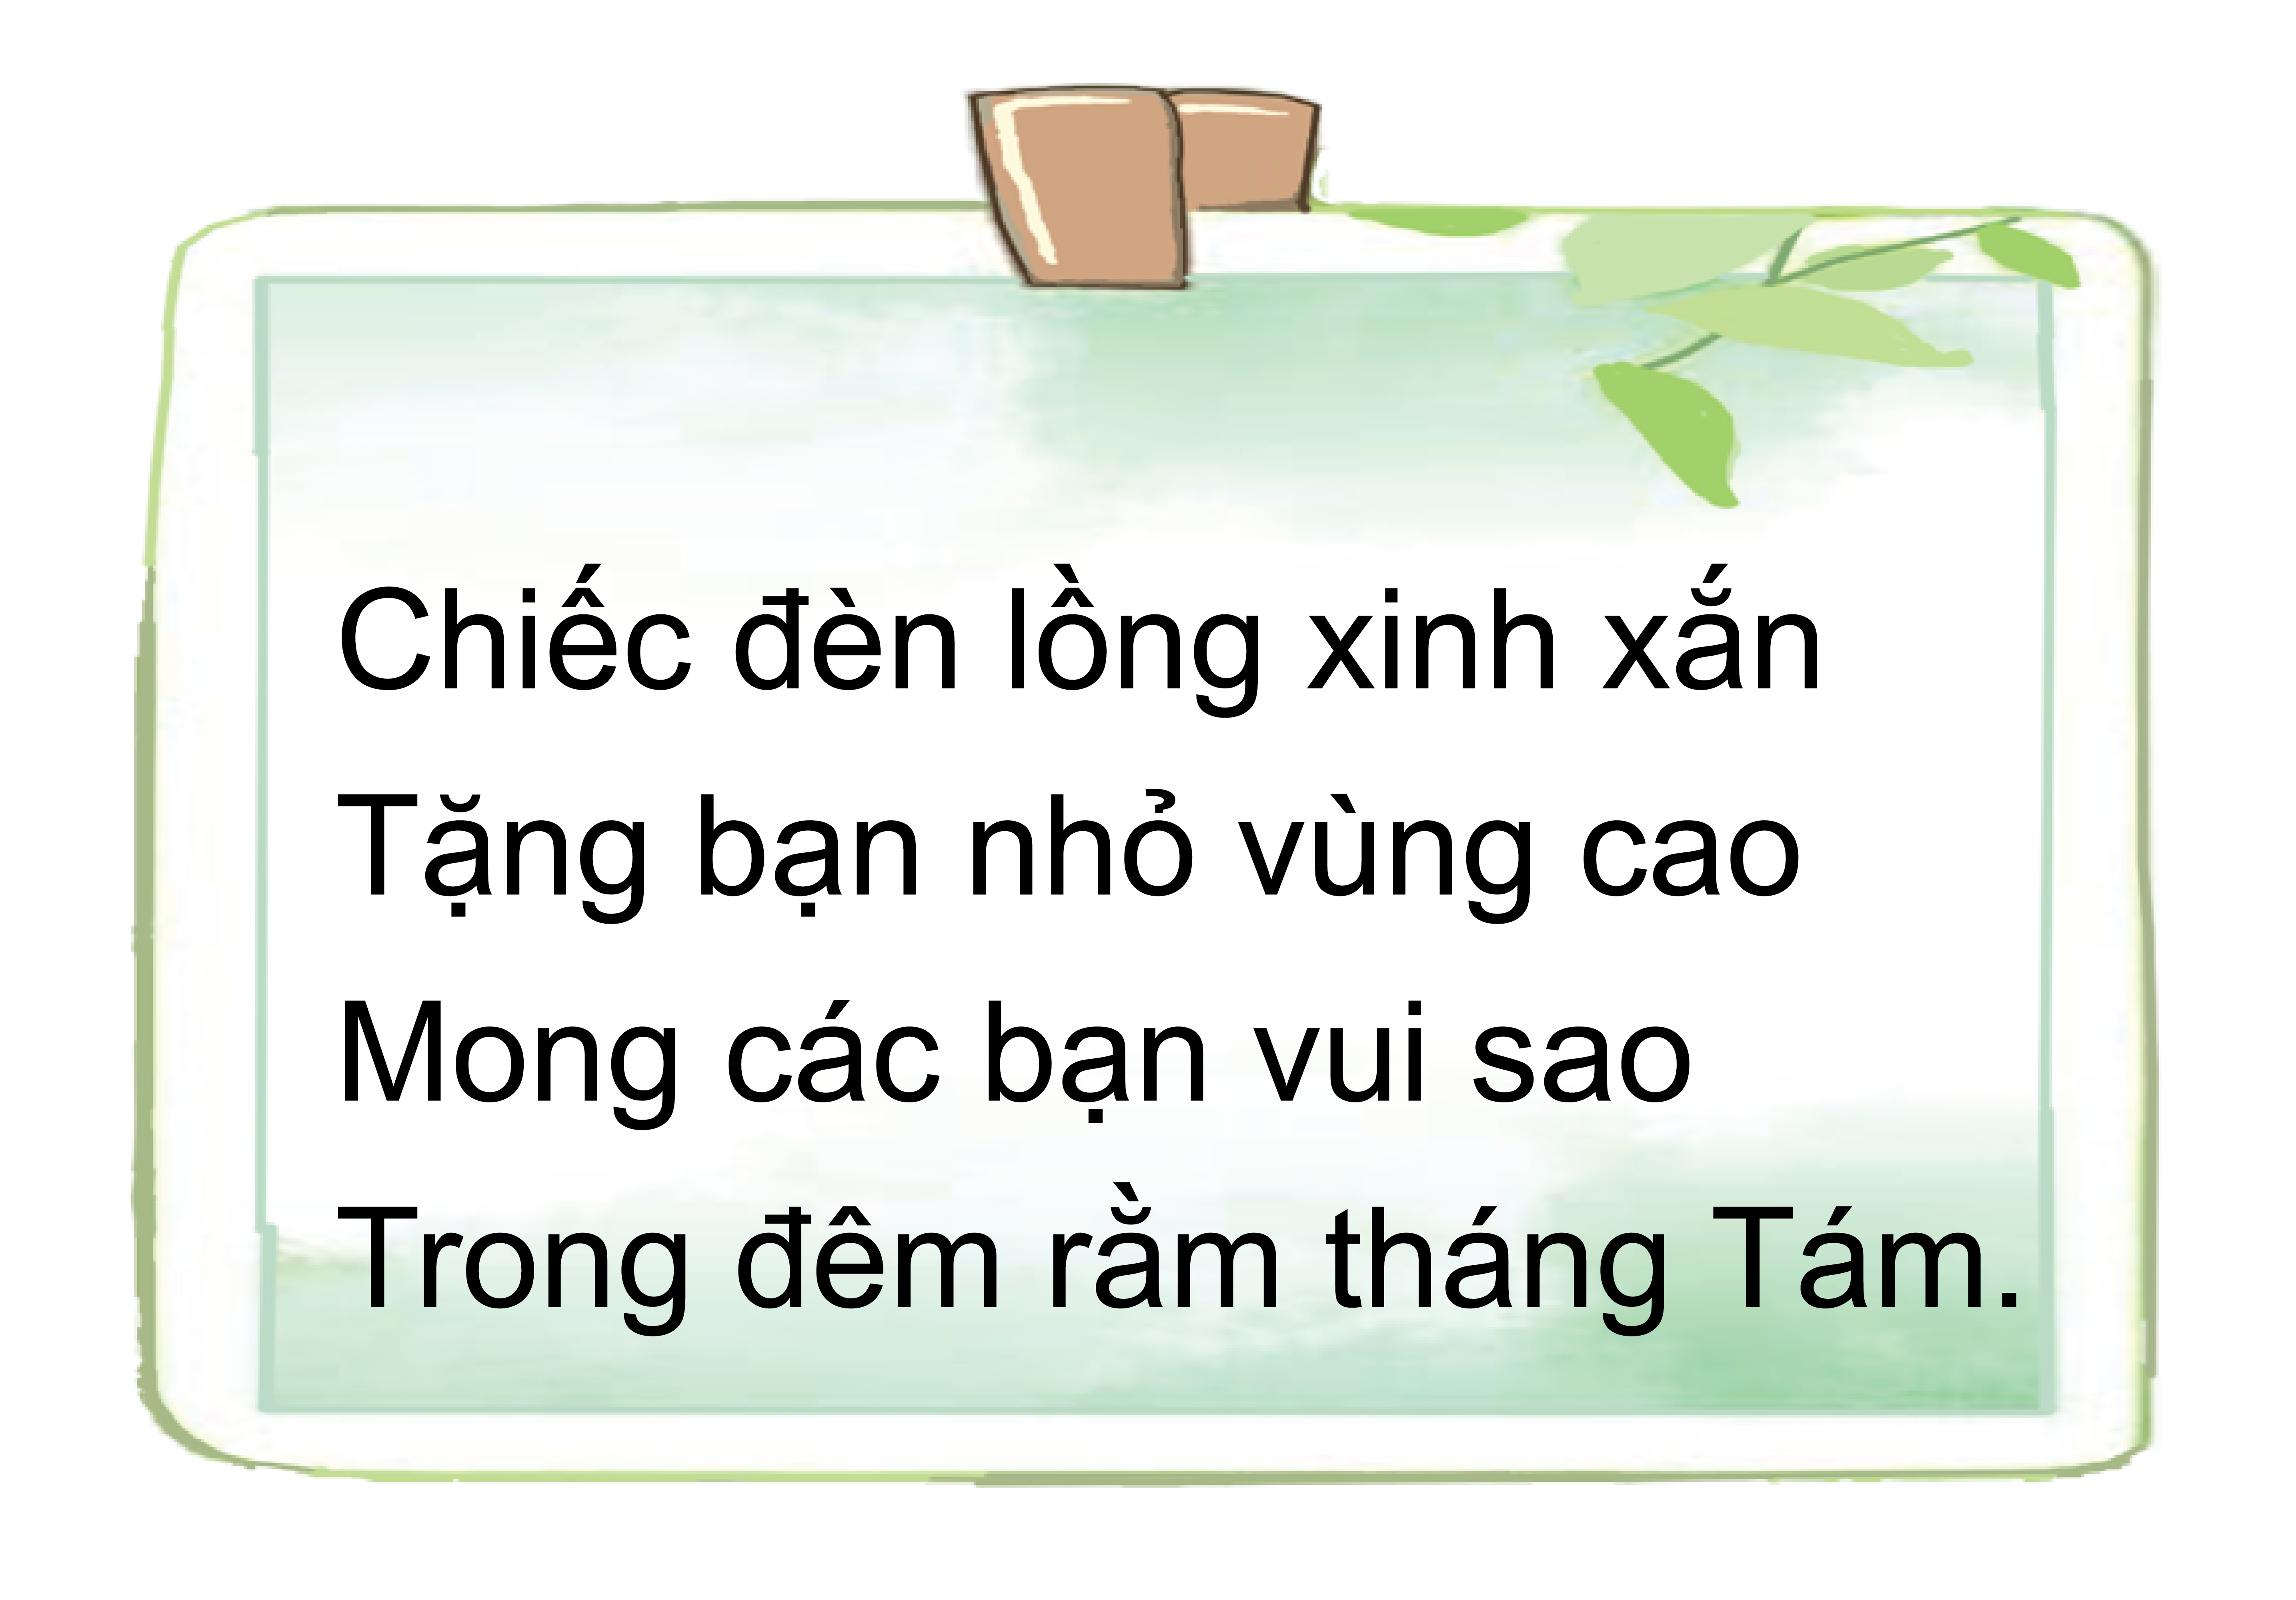 Chiếc đèn lồng xinh xắn
Tặng bạn nhỏ vùng cao
Mong các bạn vui sao
Trong đêm rằm tháng Tám.